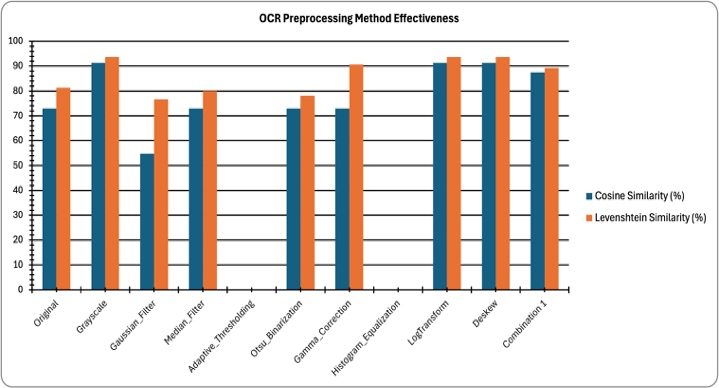 OCR Preprocessing Method Effectiveness
100
90
80
70
60
50
40
30
20
10
0
Original
Grayscale
Gaussian_Filter
Median_Filter
Adaptive_Thresholding
Otsu_Binarization
Gamma_Correction
Histogram_Equalization
LogTransform
Deskew
Combination 1
Cosine Similarity (%)
Levenshtein Similarity (%)